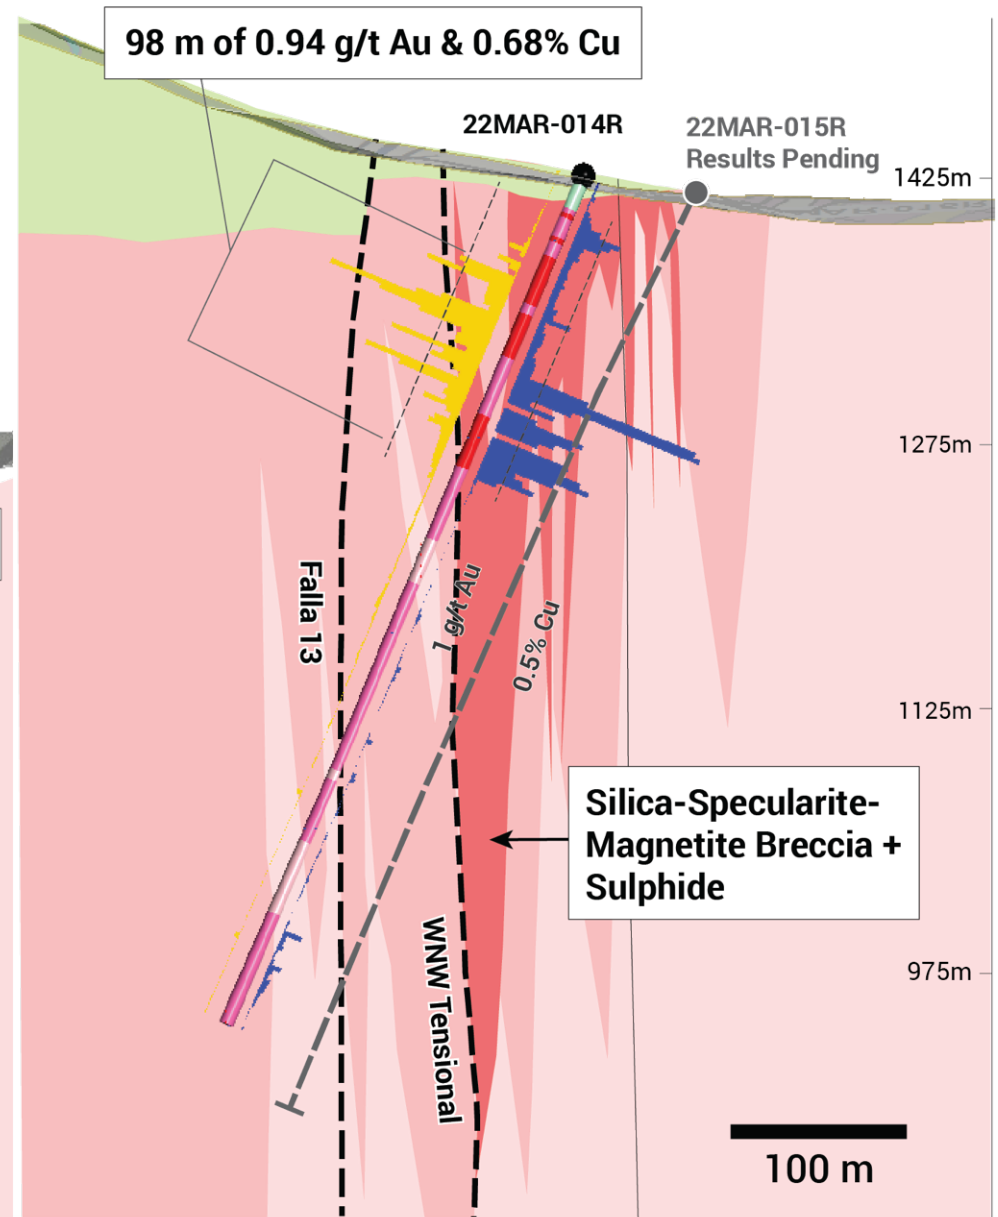 98 m of 0.94 g/t Au & 0.68% Cu
22MAR-014R
22MAR-015R
Results Pending
1425m
1275m
Falla 13
1 g/t Au
0.5% Cu
1125m
Silica-Specularite-
Magnetite Breccia +
Sulphide
WNW Tensional
975m
100 m